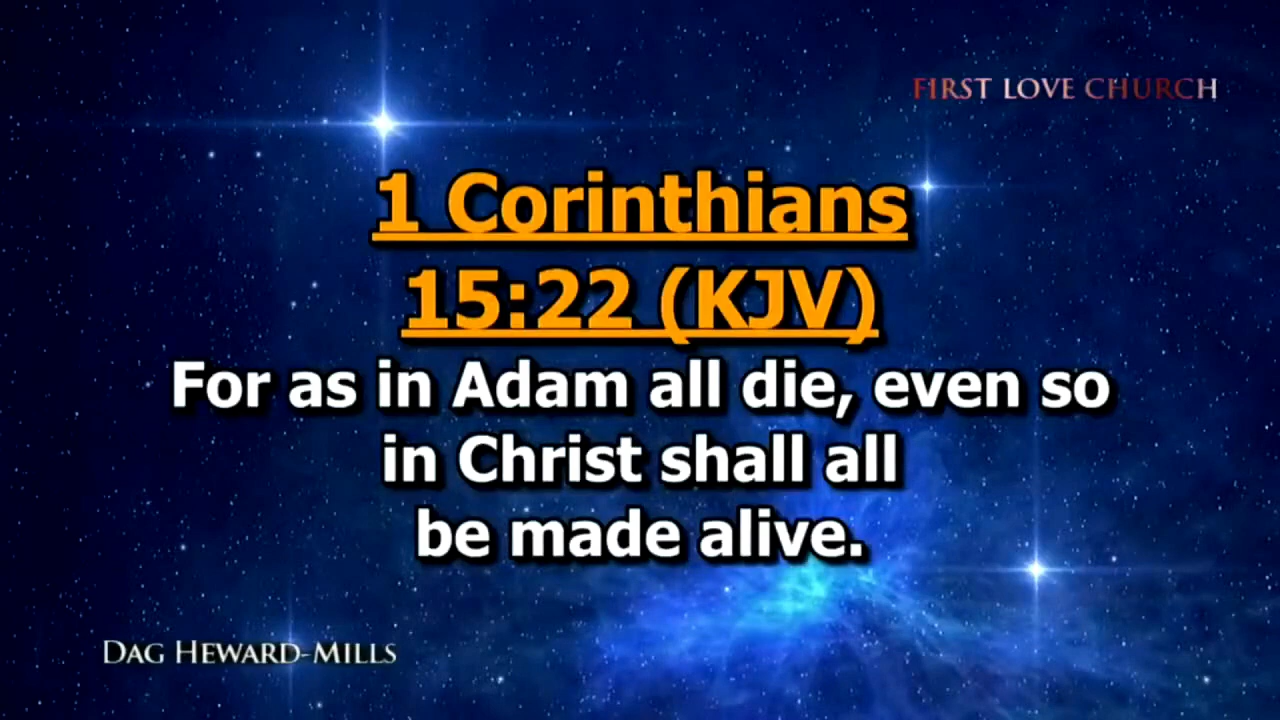 FIRST LOVE CHURCH
1 Corinthians
15:22 (KJV)
For as in Adam all die, even so
in Christ shall all
be made alive.
DAG HEWARD-MILLS